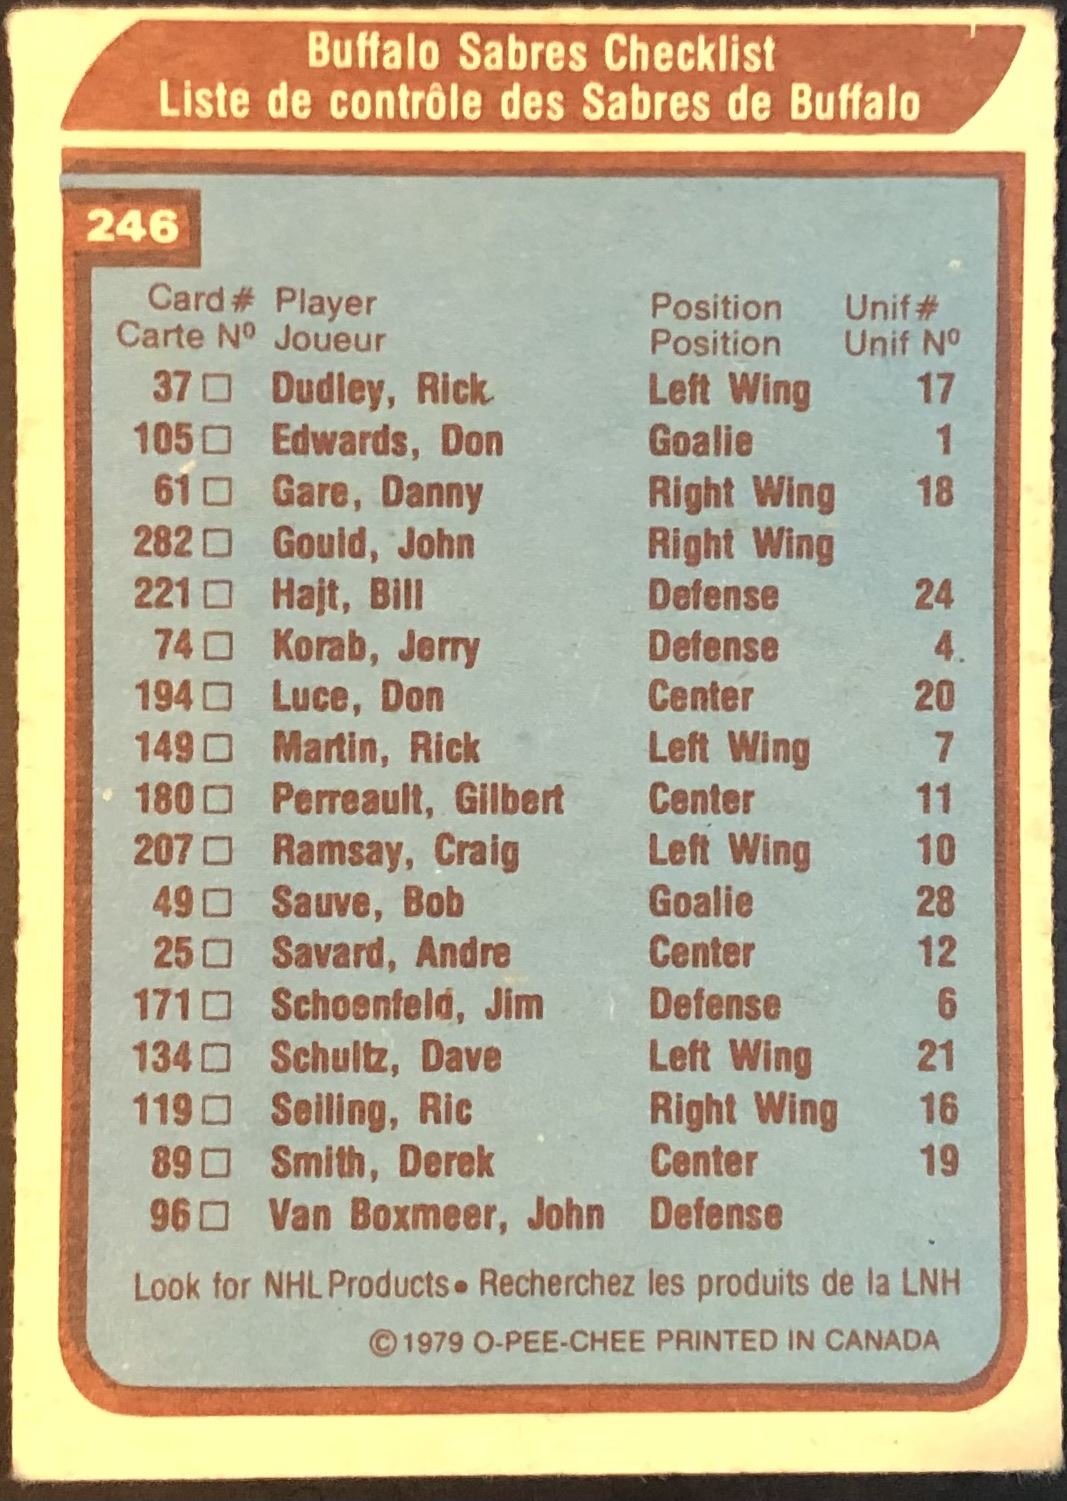 Buffalo Sabres Checklist
Liste de contrôle des Sabres de Buffalo
246
Card # Player Position Unif #
Carte Nº Joueur Position Unif Nº
37 □ Dudley, Rick Left Wing 17
105 □ Edwards, Don Goalie 1
61 □ Gare, Danny Right Wing 18
282 □ Gould, John Right Wing
221 □ Hajt, Bill Defense 24
74 □ Korab, Jerry Defense 4
194 □ Luce, Don Center 20
149 □ Martin, Rick Left Wing 7
180 □ Perreault, Gilbert Center 11
207 □ Ramsay, Craig Left Wing 10
49 □ Sauve, Bob Goalie 28
25 □ Savard, Andre Center 12
171 □ Schoenfeld, Jim Defense 6
134 □ Schultz, Dave Left Wing 21
119 □ Seiling, Ric Right Wing 16
89 □ Smith, Derek Center 19
96 □ Van Boxmeer, John Defense
Look for NHL Products • Recherchez les produits de la LNH
© 1979 O-PEE-CHEE PRINTED IN CANADA